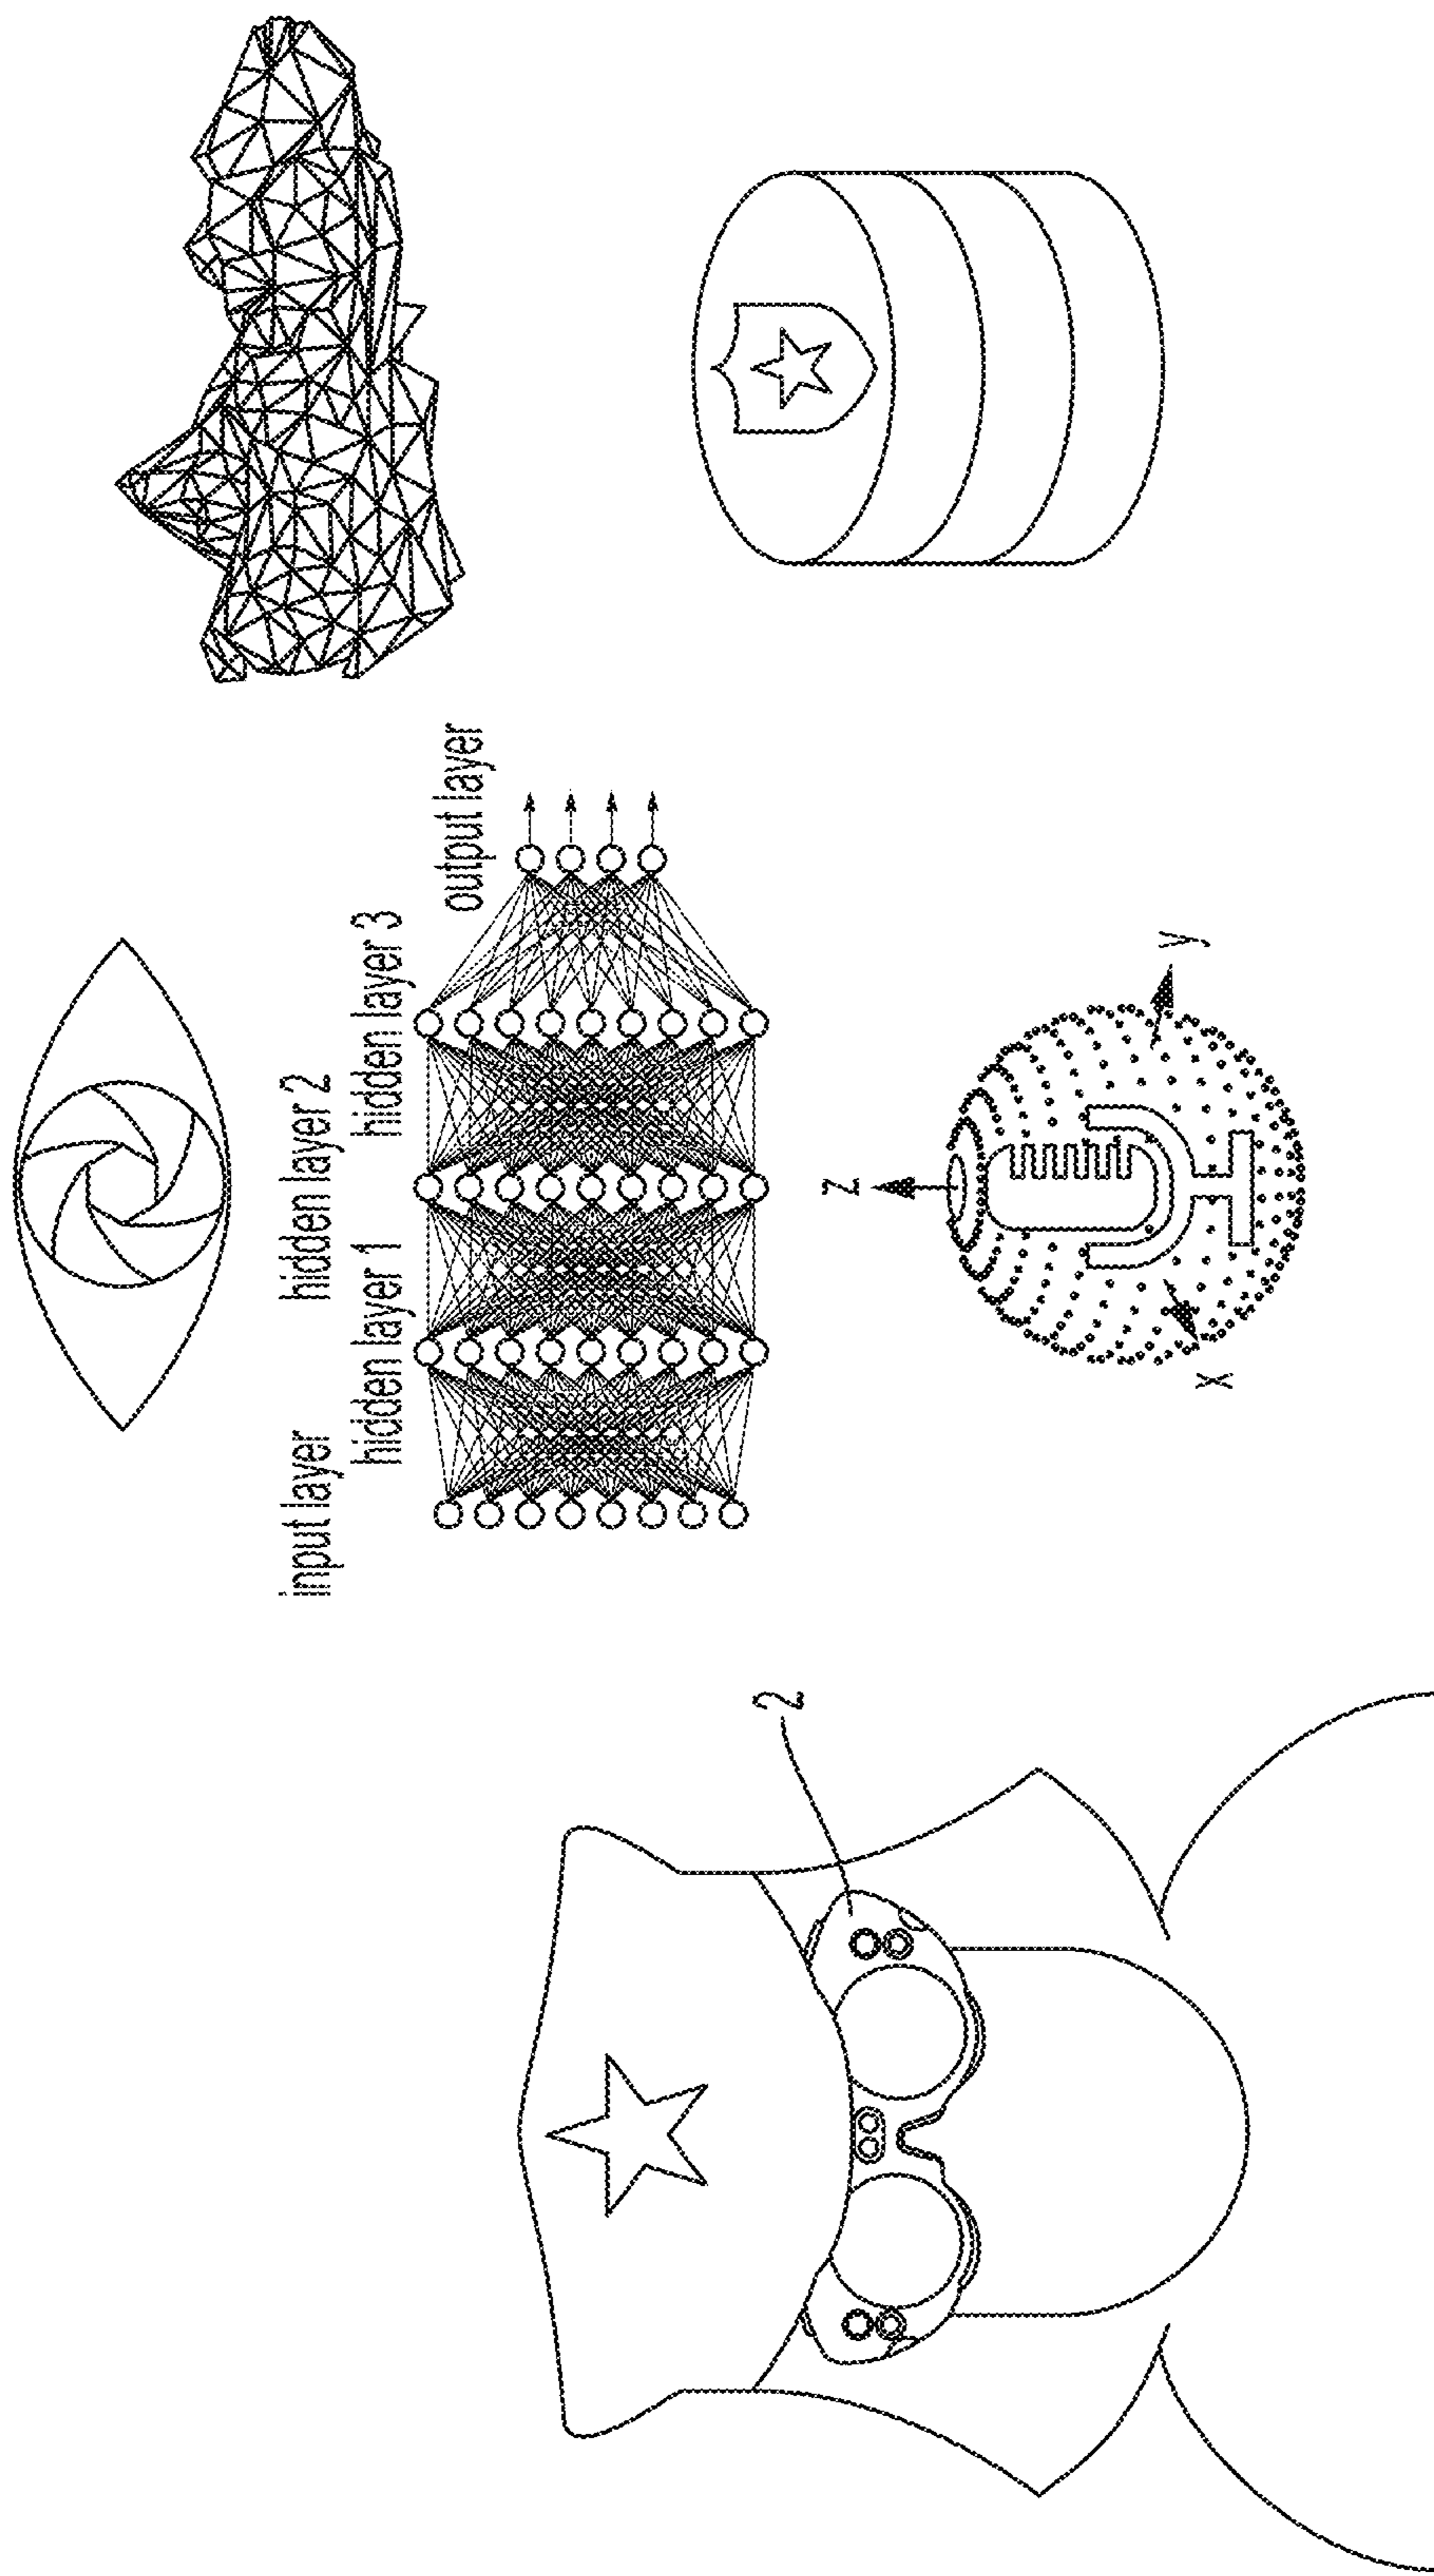 input layer
hidden layer 1
hidden layer 2
hidden layer 3
output layer
2
Z
y
x